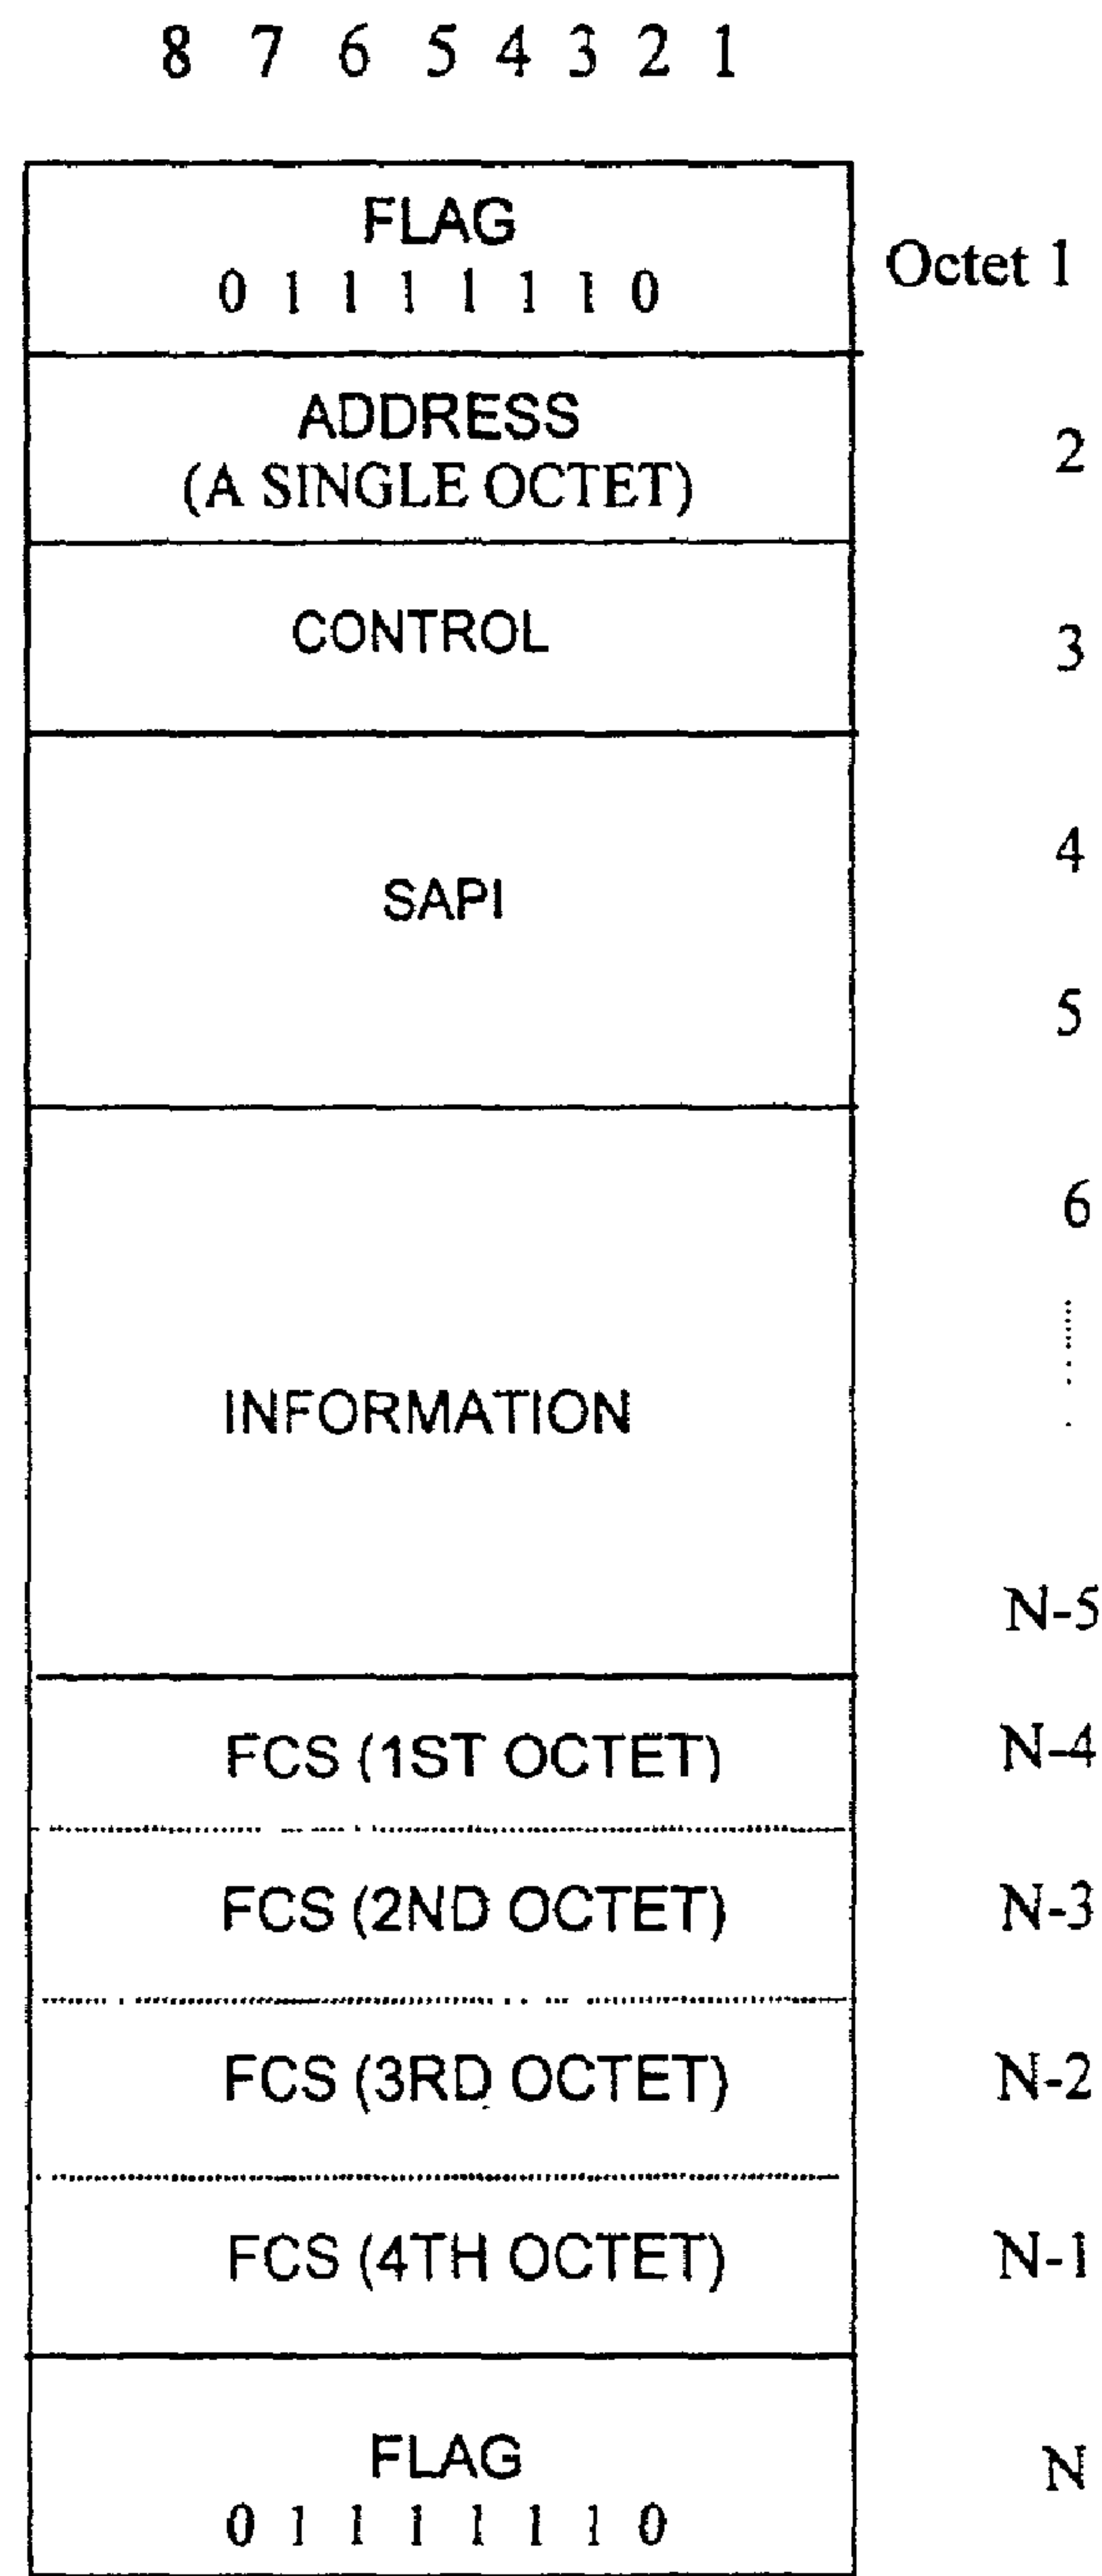 8 7 6 5 4 3 2 1
FLAG
0 1 1 1 1 1 1 0
Octet 1
ADDRESS
(A SINGLE OCTET)
2
CONTROL
3
SAPI
4
5
INFORMATION
6
N-5
FCS (1ST OCTET)
N-4
FCS (2ND OCTET)
N-3
FCS (3RD OCTET)
N-2
FCS (4TH OCTET)
N-1
FLAG
0 1 1 1 1 1 1 0
N